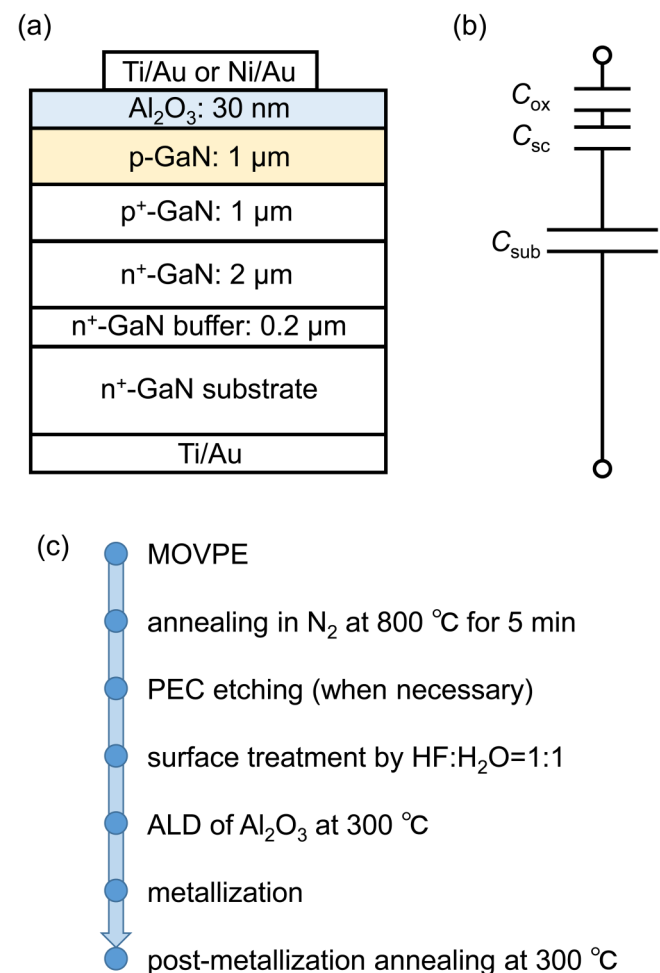 (a)
Ti/Au or Ni/Au
Al₂O₃: 30 nm
p-GaN: 1 μm
p⁺-GaN: 1 μm
n⁺-GaN: 2 μm
n⁺-GaN buffer: 0.2 μm
n⁺-GaN substrate
Ti/Au
(b)
Cox
Csc
Csub
(c)
MOVPE
annealing in N₂ at 800 ℃ for 5 min
PEC etching (when necessary)
surface treatment by HF:H₂O=1:1
ALD of Al₂O₃ at 300 ℃
metallization
post-metallization annealing at 300 ℃